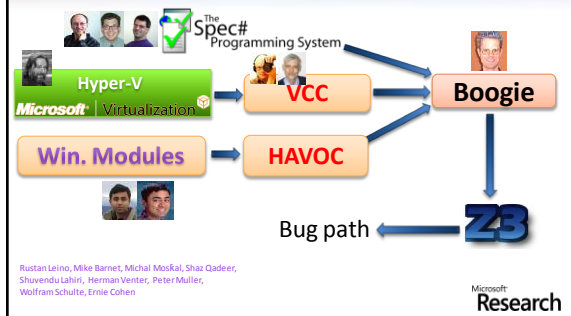 The
Spec#
Programming System
Hyper-V
Microsoft | Virtualization
VCC
Boogie
Win. Modules
HAVOC
Bug path
Z3
Rustan Leino, Mike Barnet, Michal Moskal, Shaz Qadeer,
Shuvendu Lahiri, Herman Venter, Peter Muller,
Wolfram Schulte, Ernie Cohen
Microsoft
Research